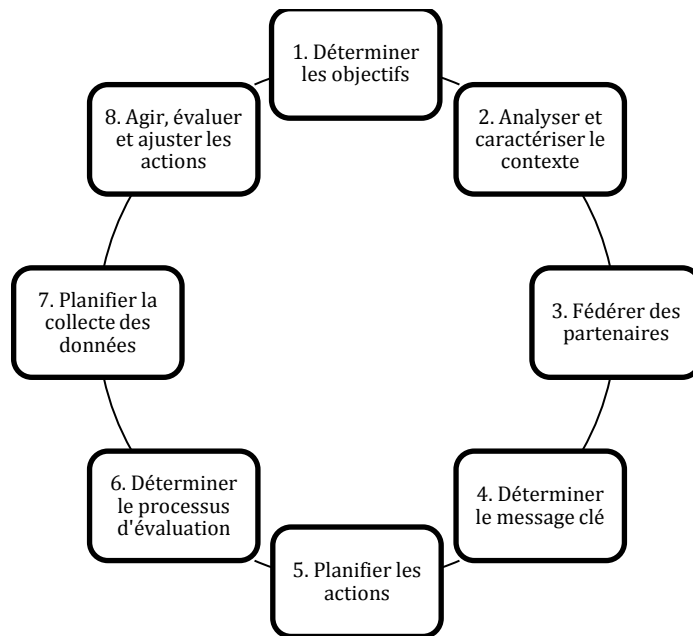 1. Déterminer
les objectifs
2. Analyser et
caractériser le
contexte
3. Fédérer des
partenaires
4. Déterminer
le message clé
5. Planifier les
actions
6. Déterminer
le processus
d'évaluation
7. Planifier la
collecte des
données
8. Agir, évaluer
et ajuster les
actions